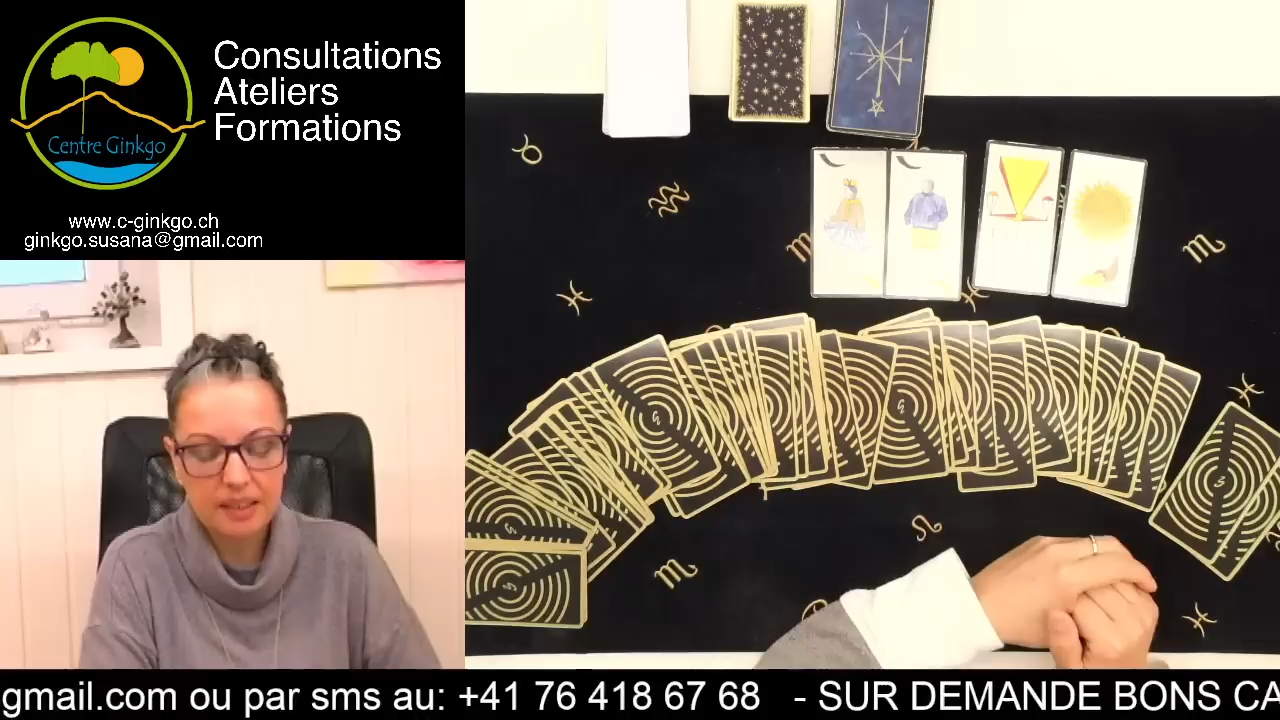 Consultations
Ateliers
Formations
Centre Ginkgo
www.c-ginkgo.ch
ginkgo.susana@gmail.com
gmail.com ou par sms au: +41 76 418 67 68 - SUR DEMANDE BONS CA